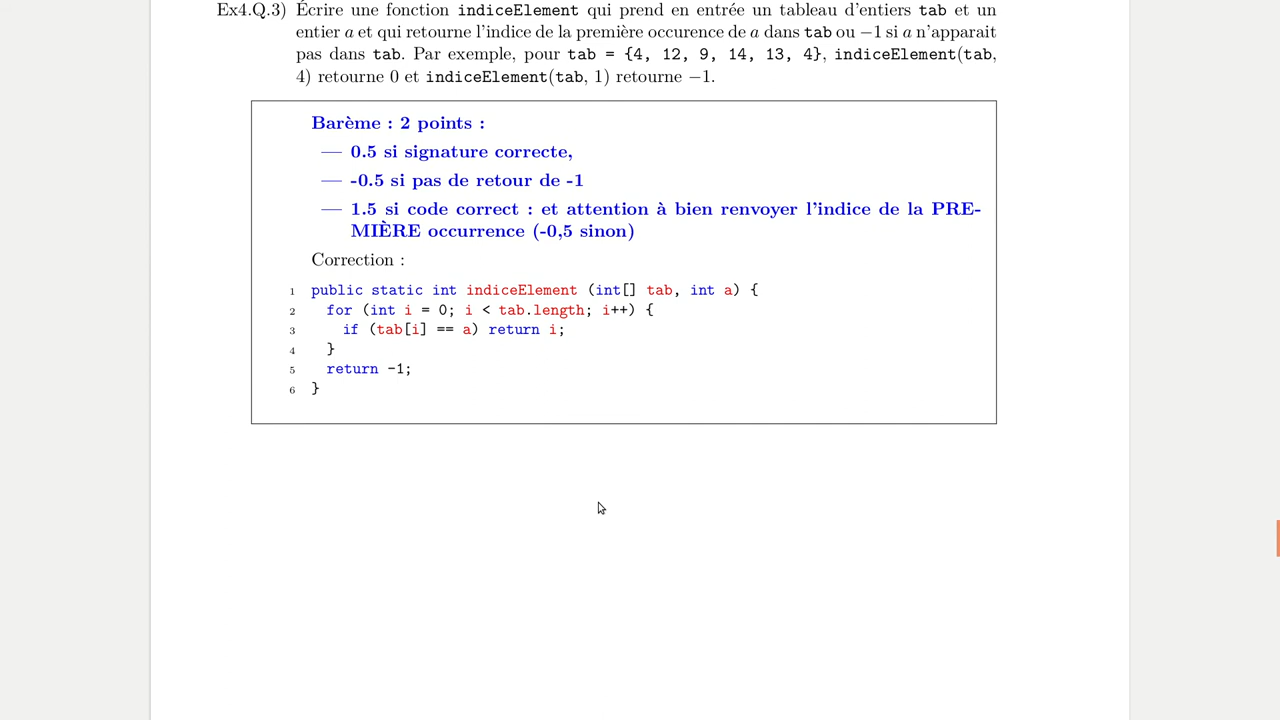 Ex4.Q.3) Écrire une fonction indiceElement qui prend en entrée un tableau d'entiers tab et un
entier a et qui retourne l'indice de la première occurence de a dans tab ou −1 si a n'apparait
pas dans tab. Par exemple, pour tab = {4, 12, 9, 14, 13, 4}, indiceElement(tab,
4) retourne 0 et indiceElement(tab, 1) retourne −1.
Barème : 2 points :
— 0.5 si signature correcte,
— -0.5 si pas de retour de -1
— 1.5 si code correct : et attention à bien renvoyer l'indice de la PRE-
MIÈRE occurrence (-0,5 sinon)
Correction :
1 public static int indiceElement (int[] tab, int a) {
2 for (int i = 0; i < tab.length; i++) {
3 if (tab[i] == a) return i;
4 }
5 return -1;
6 }